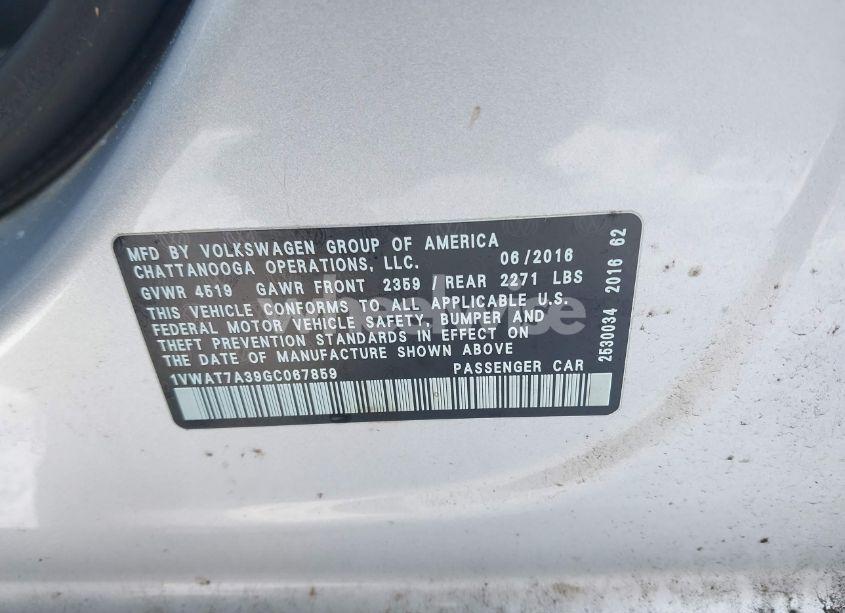 MFD BY VOLKSWAGEN GROUP OF AMERICA
CHATTANOOGA OPERATIONS, LLC. 06/2016
GVWR 4519 GAWR FRONT 2359 / REAR 2271 LBS
THIS VEHICLE CONFORMS TO ALL APPLICABLE U.S.
FEDERAL MOTOR VEHICLE SAFETY, BUMPER AND
THEFT PREVENTION STANDARDS IN EFFECT ON
THE DATE OF MANUFACTURE SHOWN ABOVE
1VWAT7A39GC067859 PASSENGER CAR
2530034 2016 62